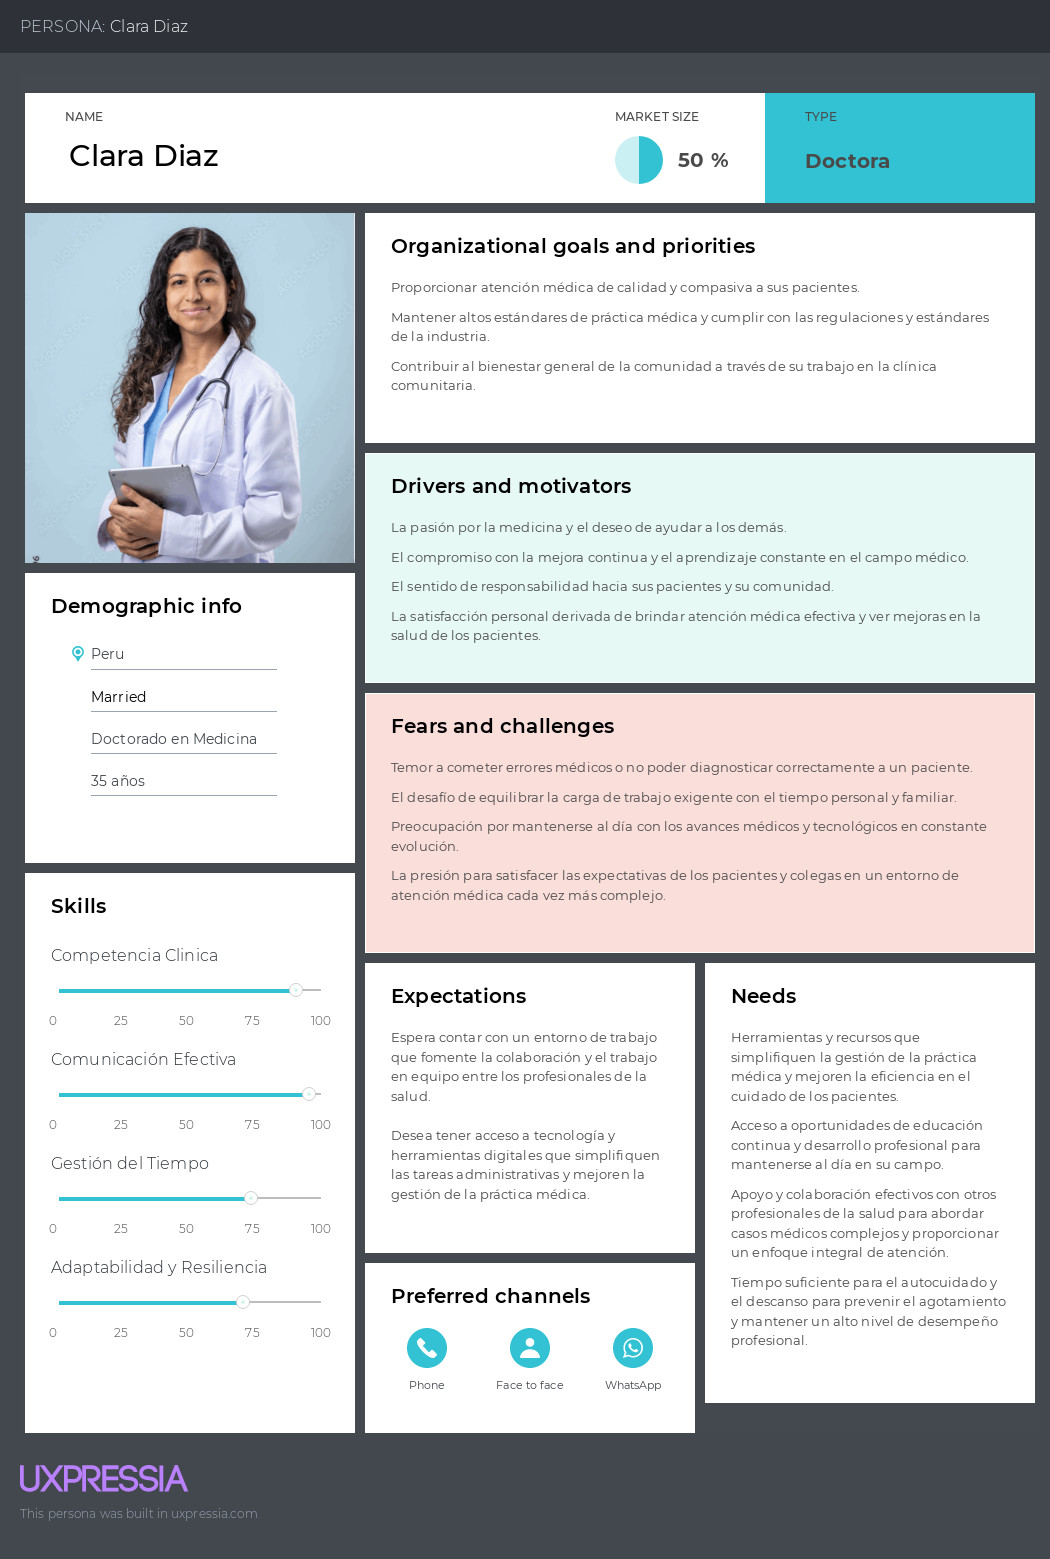 PERSONA: Clara Diaz
NAME
Clara Diaz
MARKET SIZE
50 %
TYPE
Doctora
Organizational goals and priorities
Proporcionar atención médica de calidad y compasiva a sus pacientes.
Mantener altos estándares de práctica médica y cumplir con las regulaciones y estándares
de la industria.
Contribuir al bienestar general de la comunidad a través de su trabajo en la clínica
comunitaria.
Drivers and motivators
La pasión por la medicina y el deseo de ayudar a los demás.
El compromiso con la mejora continua y el aprendizaje constante en el campo médico.
El sentido de responsabilidad hacia sus pacientes y su comunidad.
La satisfacción personal derivada de brindar atención médica efectiva y ver mejoras en la
salud de los pacientes.
Demographic info
Peru
Married
Doctorado en Medicina
35 años
Fears and challenges
Temor a cometer errores médicos o no poder diagnosticar correctamente a un paciente.
El desafío de equilibrar la carga de trabajo exigente con el tiempo personal y familiar.
Preocupación por mantenerse al día con los avances médicos y tecnológicos en constante
evolución.
La presión para satisfacer las expectativas de los pacientes y colegas en un entorno de
atención médica cada vez más complejo.
Skills
Competencia Clinica
0 25 50 75 100
Comunicación Efectiva
0 25 50 75 100
Gestión del Tiempo
0 25 50 75 100
Adaptabilidad y Resiliencia
0 25 50 75 100
Expectations
Espera contar con un entorno de trabajo
que fomente la colaboración y el trabajo
en equipo entre los profesionales de la
salud.
Desea tener acceso a tecnología y
herramientas digitales que simplifiquen
las tareas administrativas y mejoren la
gestión de la práctica médica.
Needs
Herramientas y recursos que
simplifiquen la gestión de la práctica
médica y mejoren la eficiencia en el
cuidado de los pacientes.
Acceso a oportunidades de educación
continua y desarrollo profesional para
mantenerse al día en su campo.
Apoyo y colaboración efectivos con otros
profesionales de la salud para abordar
casos médicos complejos y proporcionar
un enfoque integral de atención.
Tiempo suficiente para el autocuidado y
el descanso para prevenir el agotamiento
y mantener un alto nivel de desempeño
profesional.
Preferred channels
Phone
Face to face
WhatsApp
UXPRESSIA
This persona was built in uxpressia.com